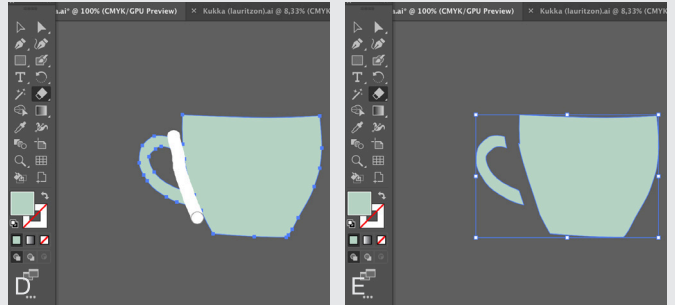 .ai* @ 100% (CMYK/GPU Preview)
× Kukka (lauritzon).ai @ 8,33% (CMYK
.ai* @ 100% (CMYK/GPU Preview)
× Kukka (lauritzon).ai @ 8,33% (CMY
T
T
D
E